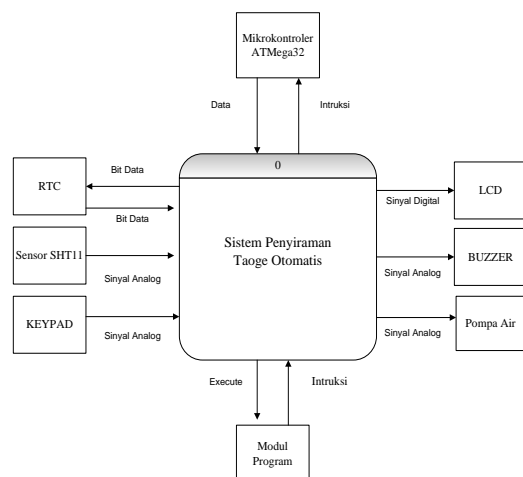 Mikrokontroler
ATMega32
Data
Intruksi
0
Bit Data
RTC
Bit Data
LCD
Sinyal Digital
Sistem Penyiraman
Taoge Otomatis
Sensor SHT11
BUZZER
Sinyal Analog
Sinyal Analog
KEYPAD
Pompa Air
Sinyal Analog
Sinyal Analog
Execute
Intruksi
Modul
Program